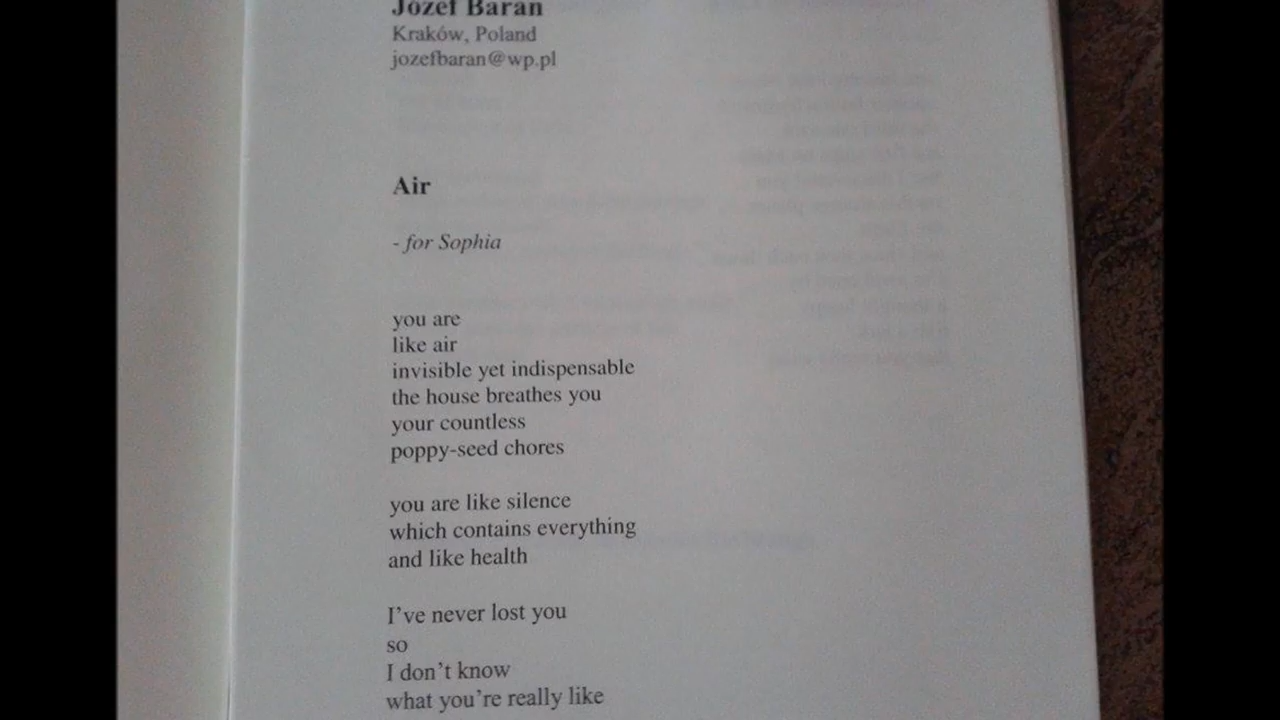 Józef Baran
Kraków, Poland
jozefbaran@wp.pl
Air
- for Sophia
you are
like air
invisible yet indispensable
the house breathes you
your countless
poppy-seed chores
you are like silence
which contains everything
and like health
I've never lost you
so
I don't know
what you're really like